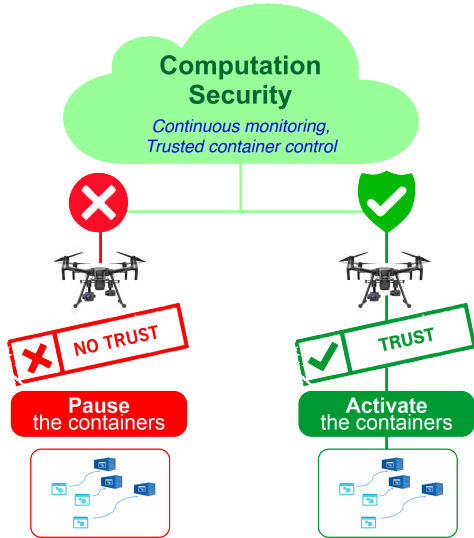 Computation
Security
Continuous monitoring,
Trusted container control
NO TRUST
TRUST
Pause
the containers
Activate
the containers